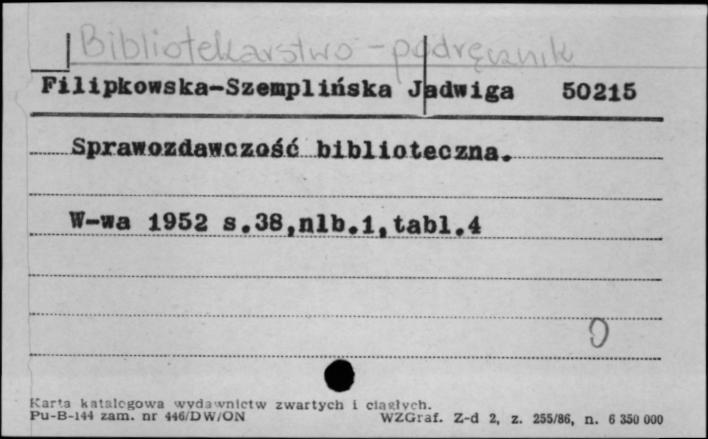 Bibliotekarstwo - podręcznik
Filipkowska-Szemplińska Jadwiga 50215
Sprawozdawczość biblioteczna.
W-wa 1952 s.38,nlb.1,tabl.4
0
Karta katalogowa wydawnictw zwartych i ciągłych.
Pu-B-144 zam. nr 446/DW/ON WZGraf. Z-d 2, z. 255/86, n. 6 350 000